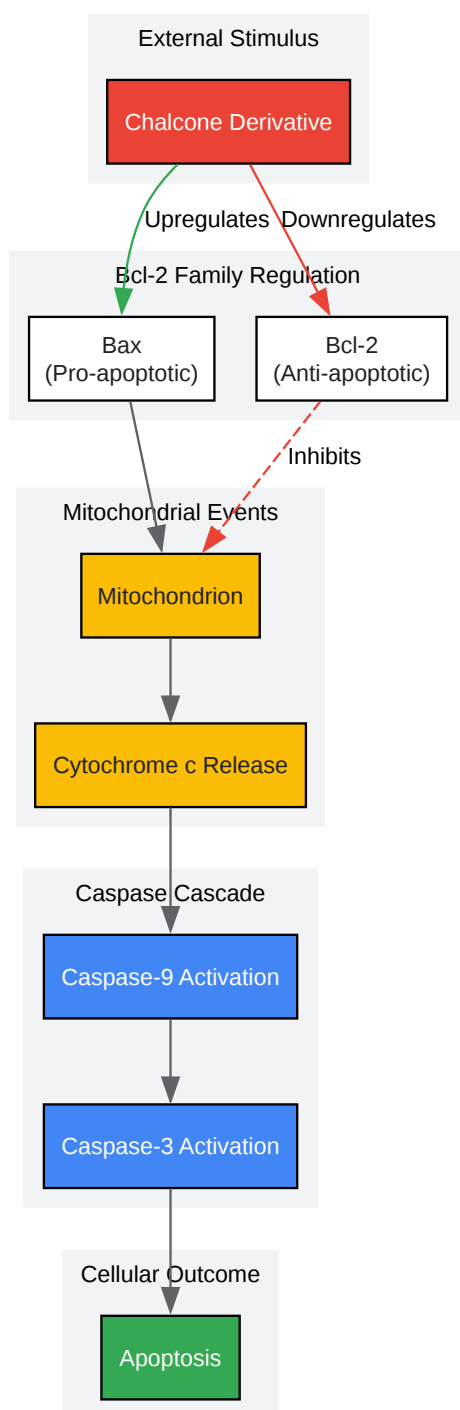 External Stimulus
Chalcone Derivative
Upregulates
Downregulates
Bcl-2 Family Regulation
Bax
(Pro-apoptotic)
Bcl-2
(Anti-apoptotic)
Inhibits
Mitochondrial Events
Mitochondrion
Cytochrome c Release
Caspase Cascade
Caspase-9 Activation
Caspase-3 Activation
Cellular Outcome
Apoptosis